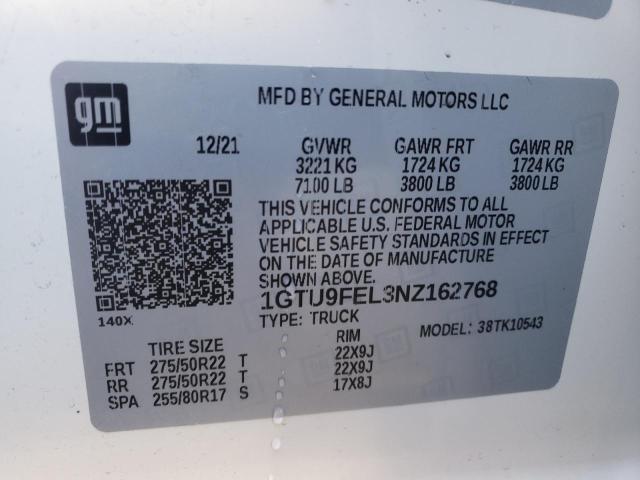 gm
MFD BY GENERAL MOTORS LLC
12/21 GVWR GAWR FRT GAWR RR
3221 KG 1724 KG 1724 KG
7100 LB 3800 LB 3800 LB
THIS VEHICLE CONFORMS TO ALL
APPLICABLE U.S. FEDERAL MOTOR
VEHICLE SAFETY STANDARDS IN EFFECT
ON THE DATE OF MANUFACTURE
SHOWN ABOVE.
1GTU9FEL3NZ162768
140X TYPE: TRUCK MODEL: 38TK10543
TIRE SIZE RIM
FRT 275/50R22 T 22X9J
RR 275/50R22 T 22X9J
SPA 255/80R17 S 17X8J